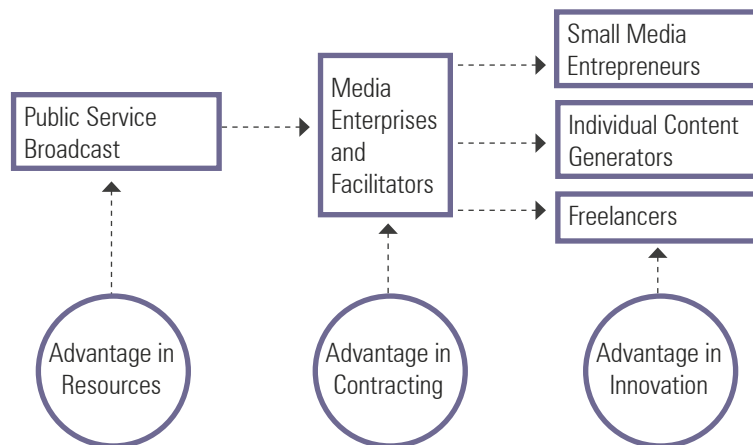 Public Service
Broadcast
Media
Enterprises
and
Facilitators
Small Media
Entrepreneurs
Individual Content
Generators
Freelancers
Advantage in
Resources
Advantage in
Contracting
Advantage in
Innovation